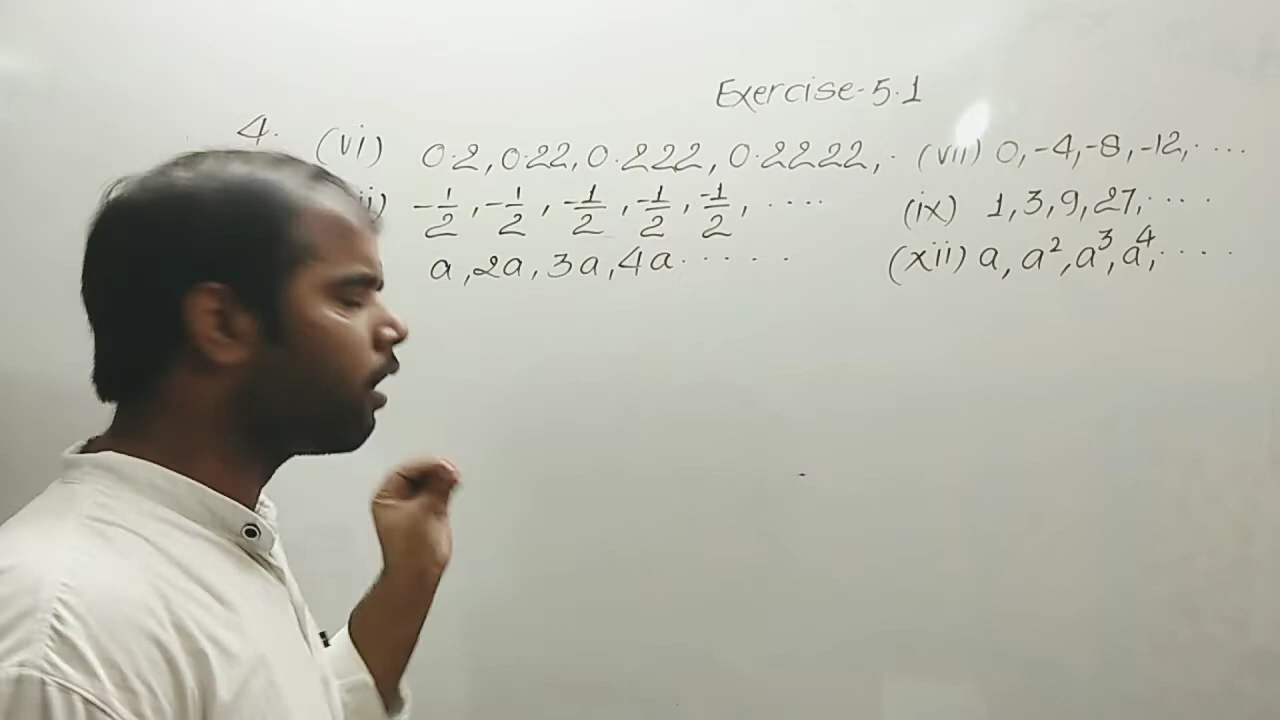 Exercise-5.1
4. (vi) 0.2, 0.22, 0.222, 0.2222,. (vii) 0, -4, -8, -12,....
ii) -1/2, -1/2, -1/2, -1/2, -1/2, .... (ix) 1, 3, 9, 27,....
a, 2a, 3a, 4a...... (xii) a, a², a³, a⁴,....